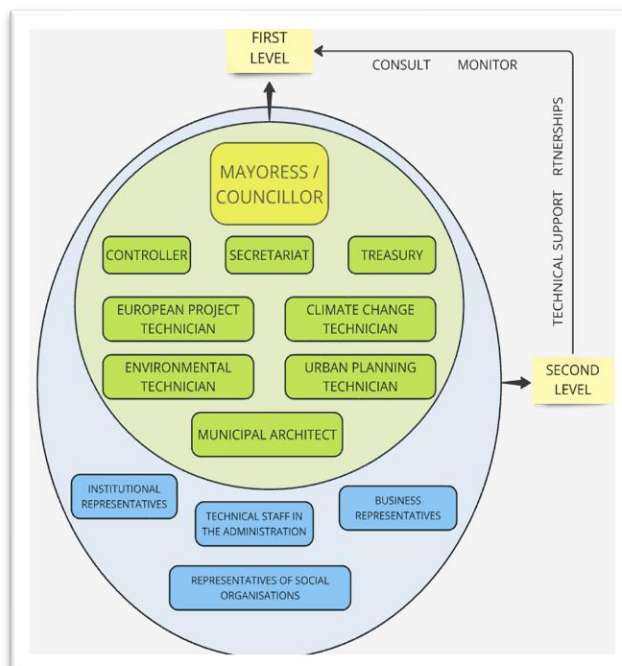 FIRST
LEVEL
CONSULT MONITOR
TECHNICAL SUPPORT RTNERSHIPS
MAYORESS /
COUNCILLOR
CONTROLLER
SECRETARIAT
TREASURY
EUROPEAN PROJECT
TECHNICIAN
CLIMATE CHANGE
TECHNICIAN
ENVIRONMENTAL
TECHNICIAN
URBAN PLANNING
TECHNICIAN
SECOND
LEVEL
MUNICIPAL ARCHITECT
INSTITUTIONAL
REPRESENTATIVES
TECHNICAL STAFF IN
THE ADMINISTRATION
BUSINESS
REPRESENTATIVES
REPRESENTATIVES OF SOCIAL
ORGANISATIONS